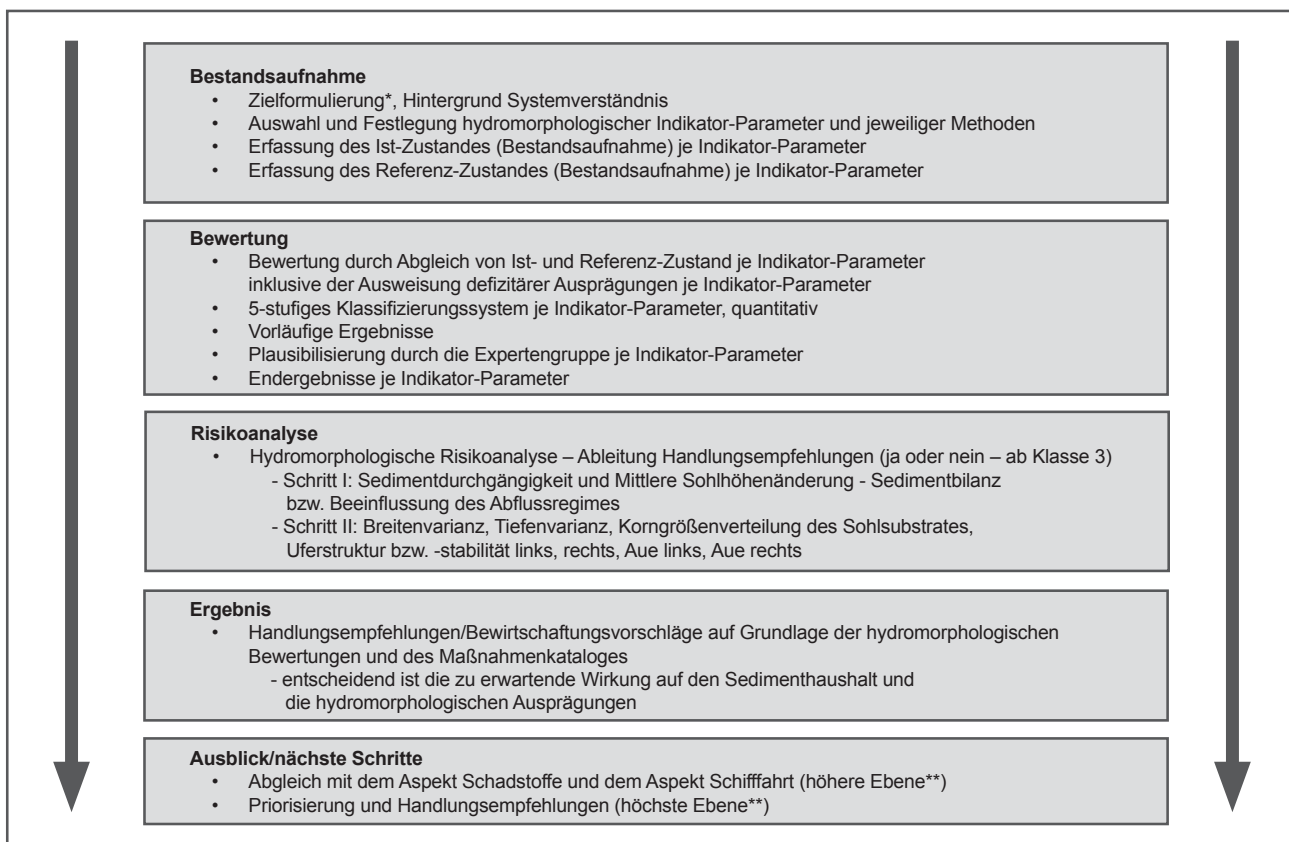 Bestandsaufnahme
• Zielformulierung*, Hintergrund Systemverständnis
• Auswahl und Festlegung hydromorphologischer Indikator-Parameter und jeweiliger Methoden
• Erfassung des Ist-Zustandes (Bestandsaufnahme) je Indikator-Parameter
• Erfassung des Referenz-Zustandes (Bestandsaufnahme) je Indikator-Parameter
Bewertung
• Bewertung durch Abgleich von Ist- und Referenz-Zustand je Indikator-Parameter
inklusive der Ausweisung defizitärer Ausprägungen je Indikator-Parameter
• 5-stufiges Klassifizierungssystem je Indikator-Parameter, quantitativ
• Vorläufige Ergebnisse
• Plausibilisierung durch die Expertengruppe je Indikator-Parameter
• Endergebnisse je Indikator-Parameter
Risikoanalyse
• Hydromorphologische Risikoanalyse – Ableitung Handlungsempfehlungen (ja oder nein – ab Klasse 3)
- Schritt I: Sedimentdurchgängigkeit und Mittlere Sohlhöhenänderung - Sedimentbilanz
bzw. Beeinflussung des Abflussregimes
- Schritt II: Breitenvarianz, Tiefenvarianz, Korngrößenverteilung des Sohlsubstrates,
Uferstruktur bzw. -stabilität links, rechts, Aue links, Aue rechts
Ergebnis
• Handlungsempfehlungen/Bewirtschaftungsvorschläge auf Grundlage der hydromorphologischen
Bewertungen und des Maßnahmenkataloges
- entscheidend ist die zu erwartende Wirkung auf den Sedimenthaushalt und
die hydromorphologischen Ausprägungen
Ausblick/nächste Schritte
• Abgleich mit dem Aspekt Schadstoffe und dem Aspekt Schifffahrt (höhere Ebene**)
• Priorisierung und Handlungsempfehlungen (höchste Ebene**)